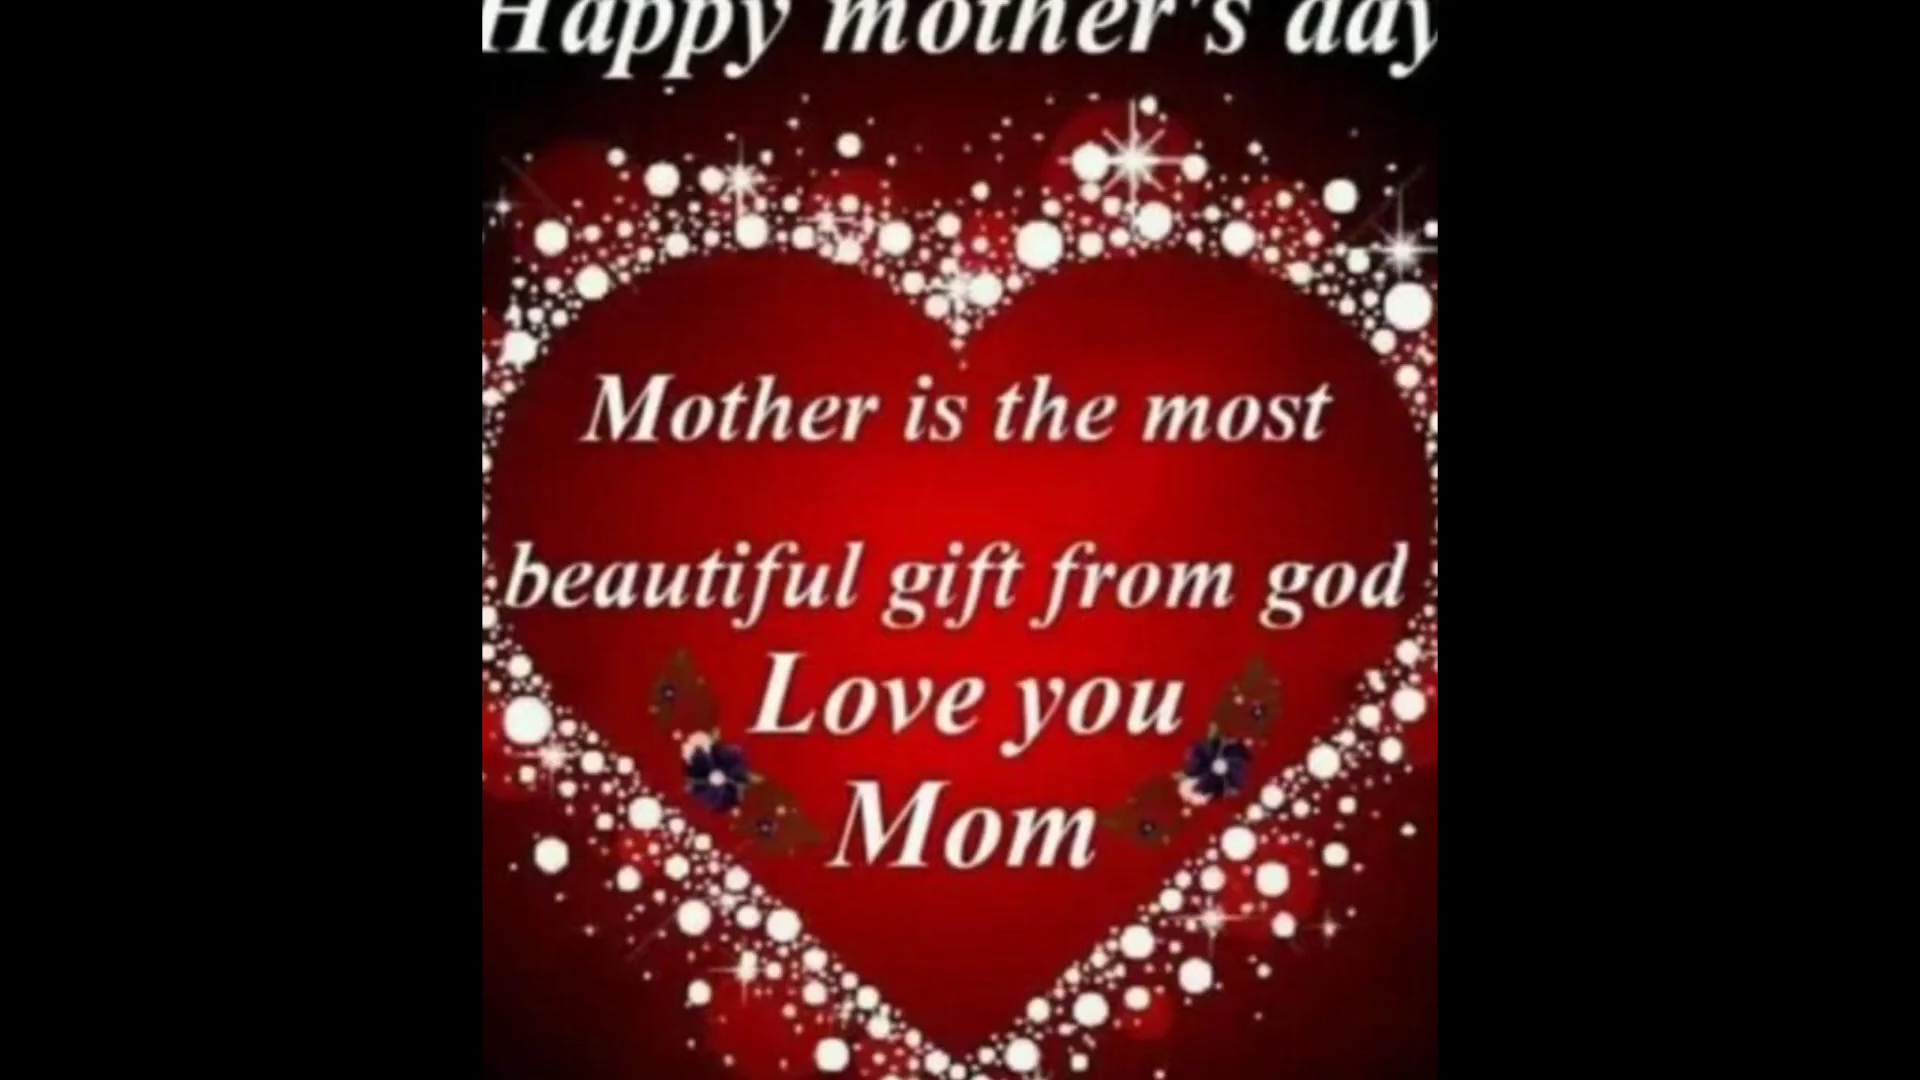 Happy mother's day
Mother is the most
beautiful gift from god
Love you
Mom